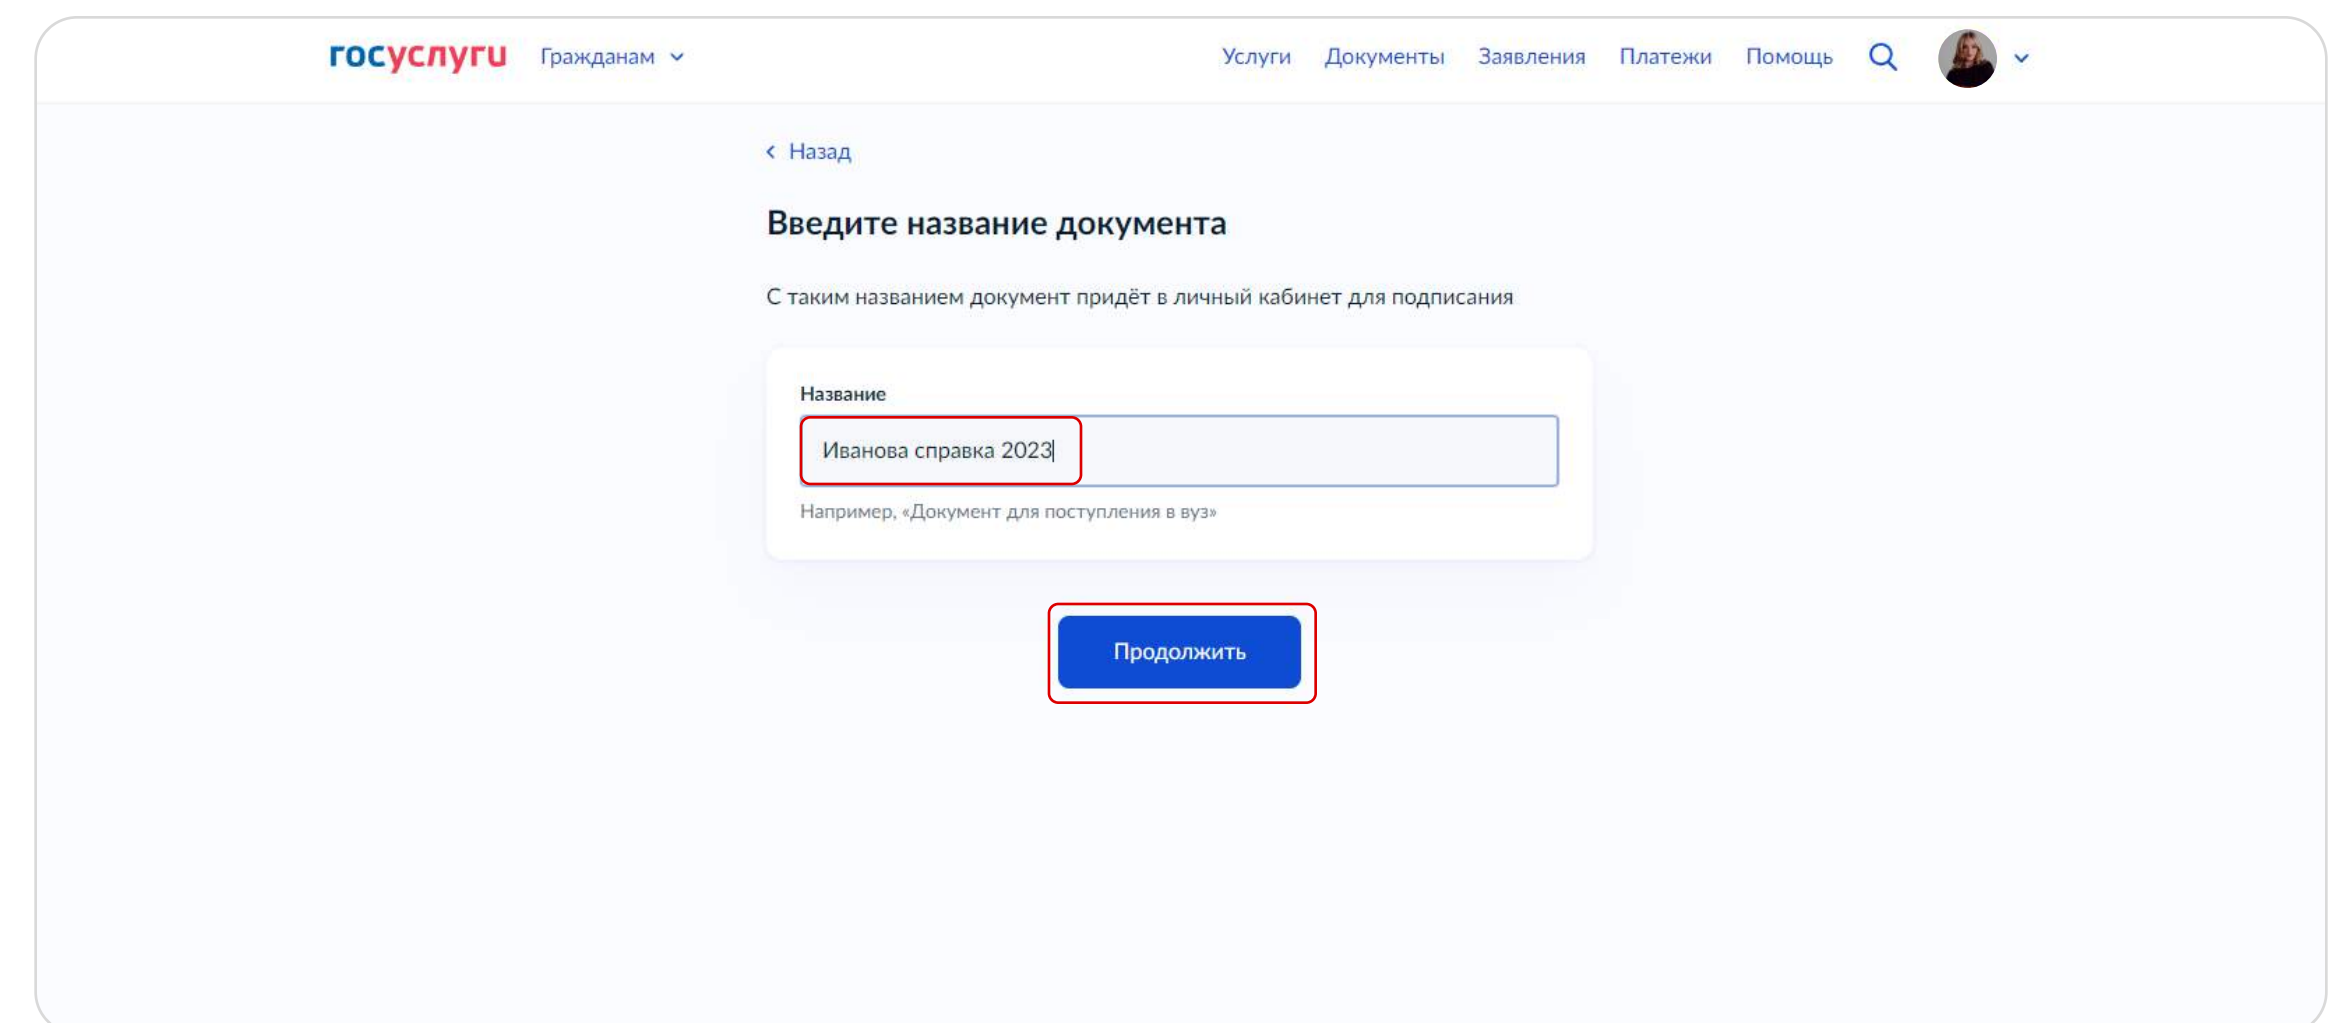 госуслуги Гражданам Услуги Документы Заявления Платежи Помощь
Назад
Введите название документа
С таким названием документ придёт в личный кабинет для подписания
Название
Иванова справка 2023
Например, «Документ для поступления в вуз»
Продолжить